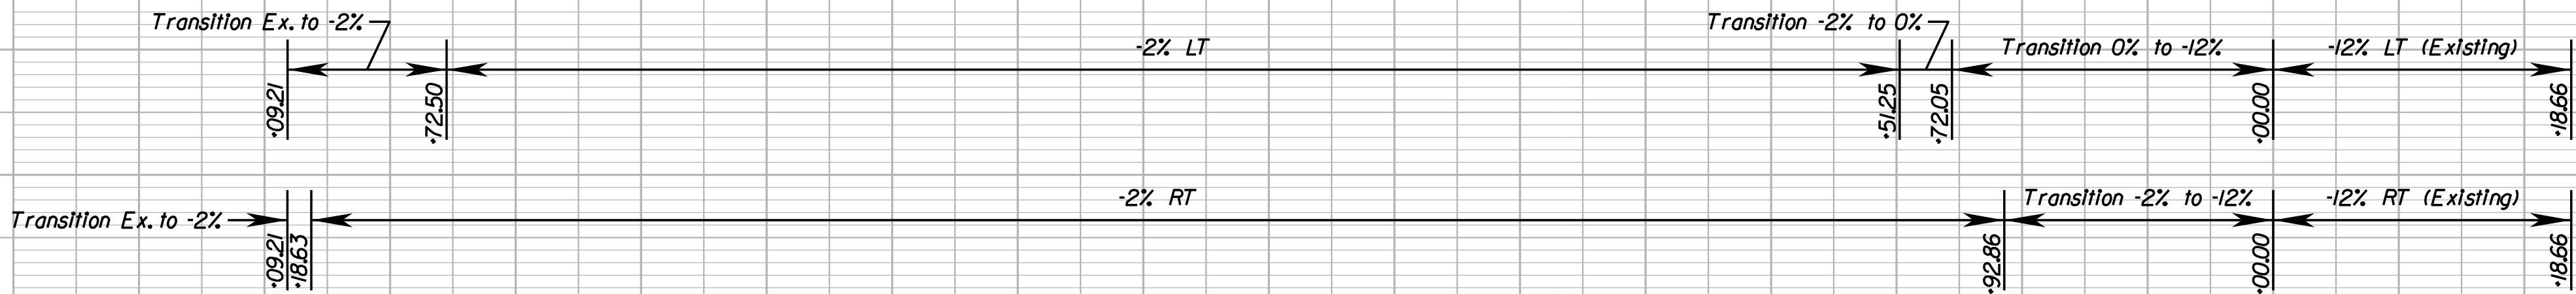 Transition Ex. to -2%
Transition -2% to 0%
-2% LT
Transition 0% to -12%
-12% LT (Existing)
+09.21
+72.50
+51.25
+72.05
+00.00
+18.66
-2% RT
Transition -2% to -12%
-12% RT (Existing)
Transition Ex. to -2%
+09.21
+18.63
+92.86
+00.00
+18.66